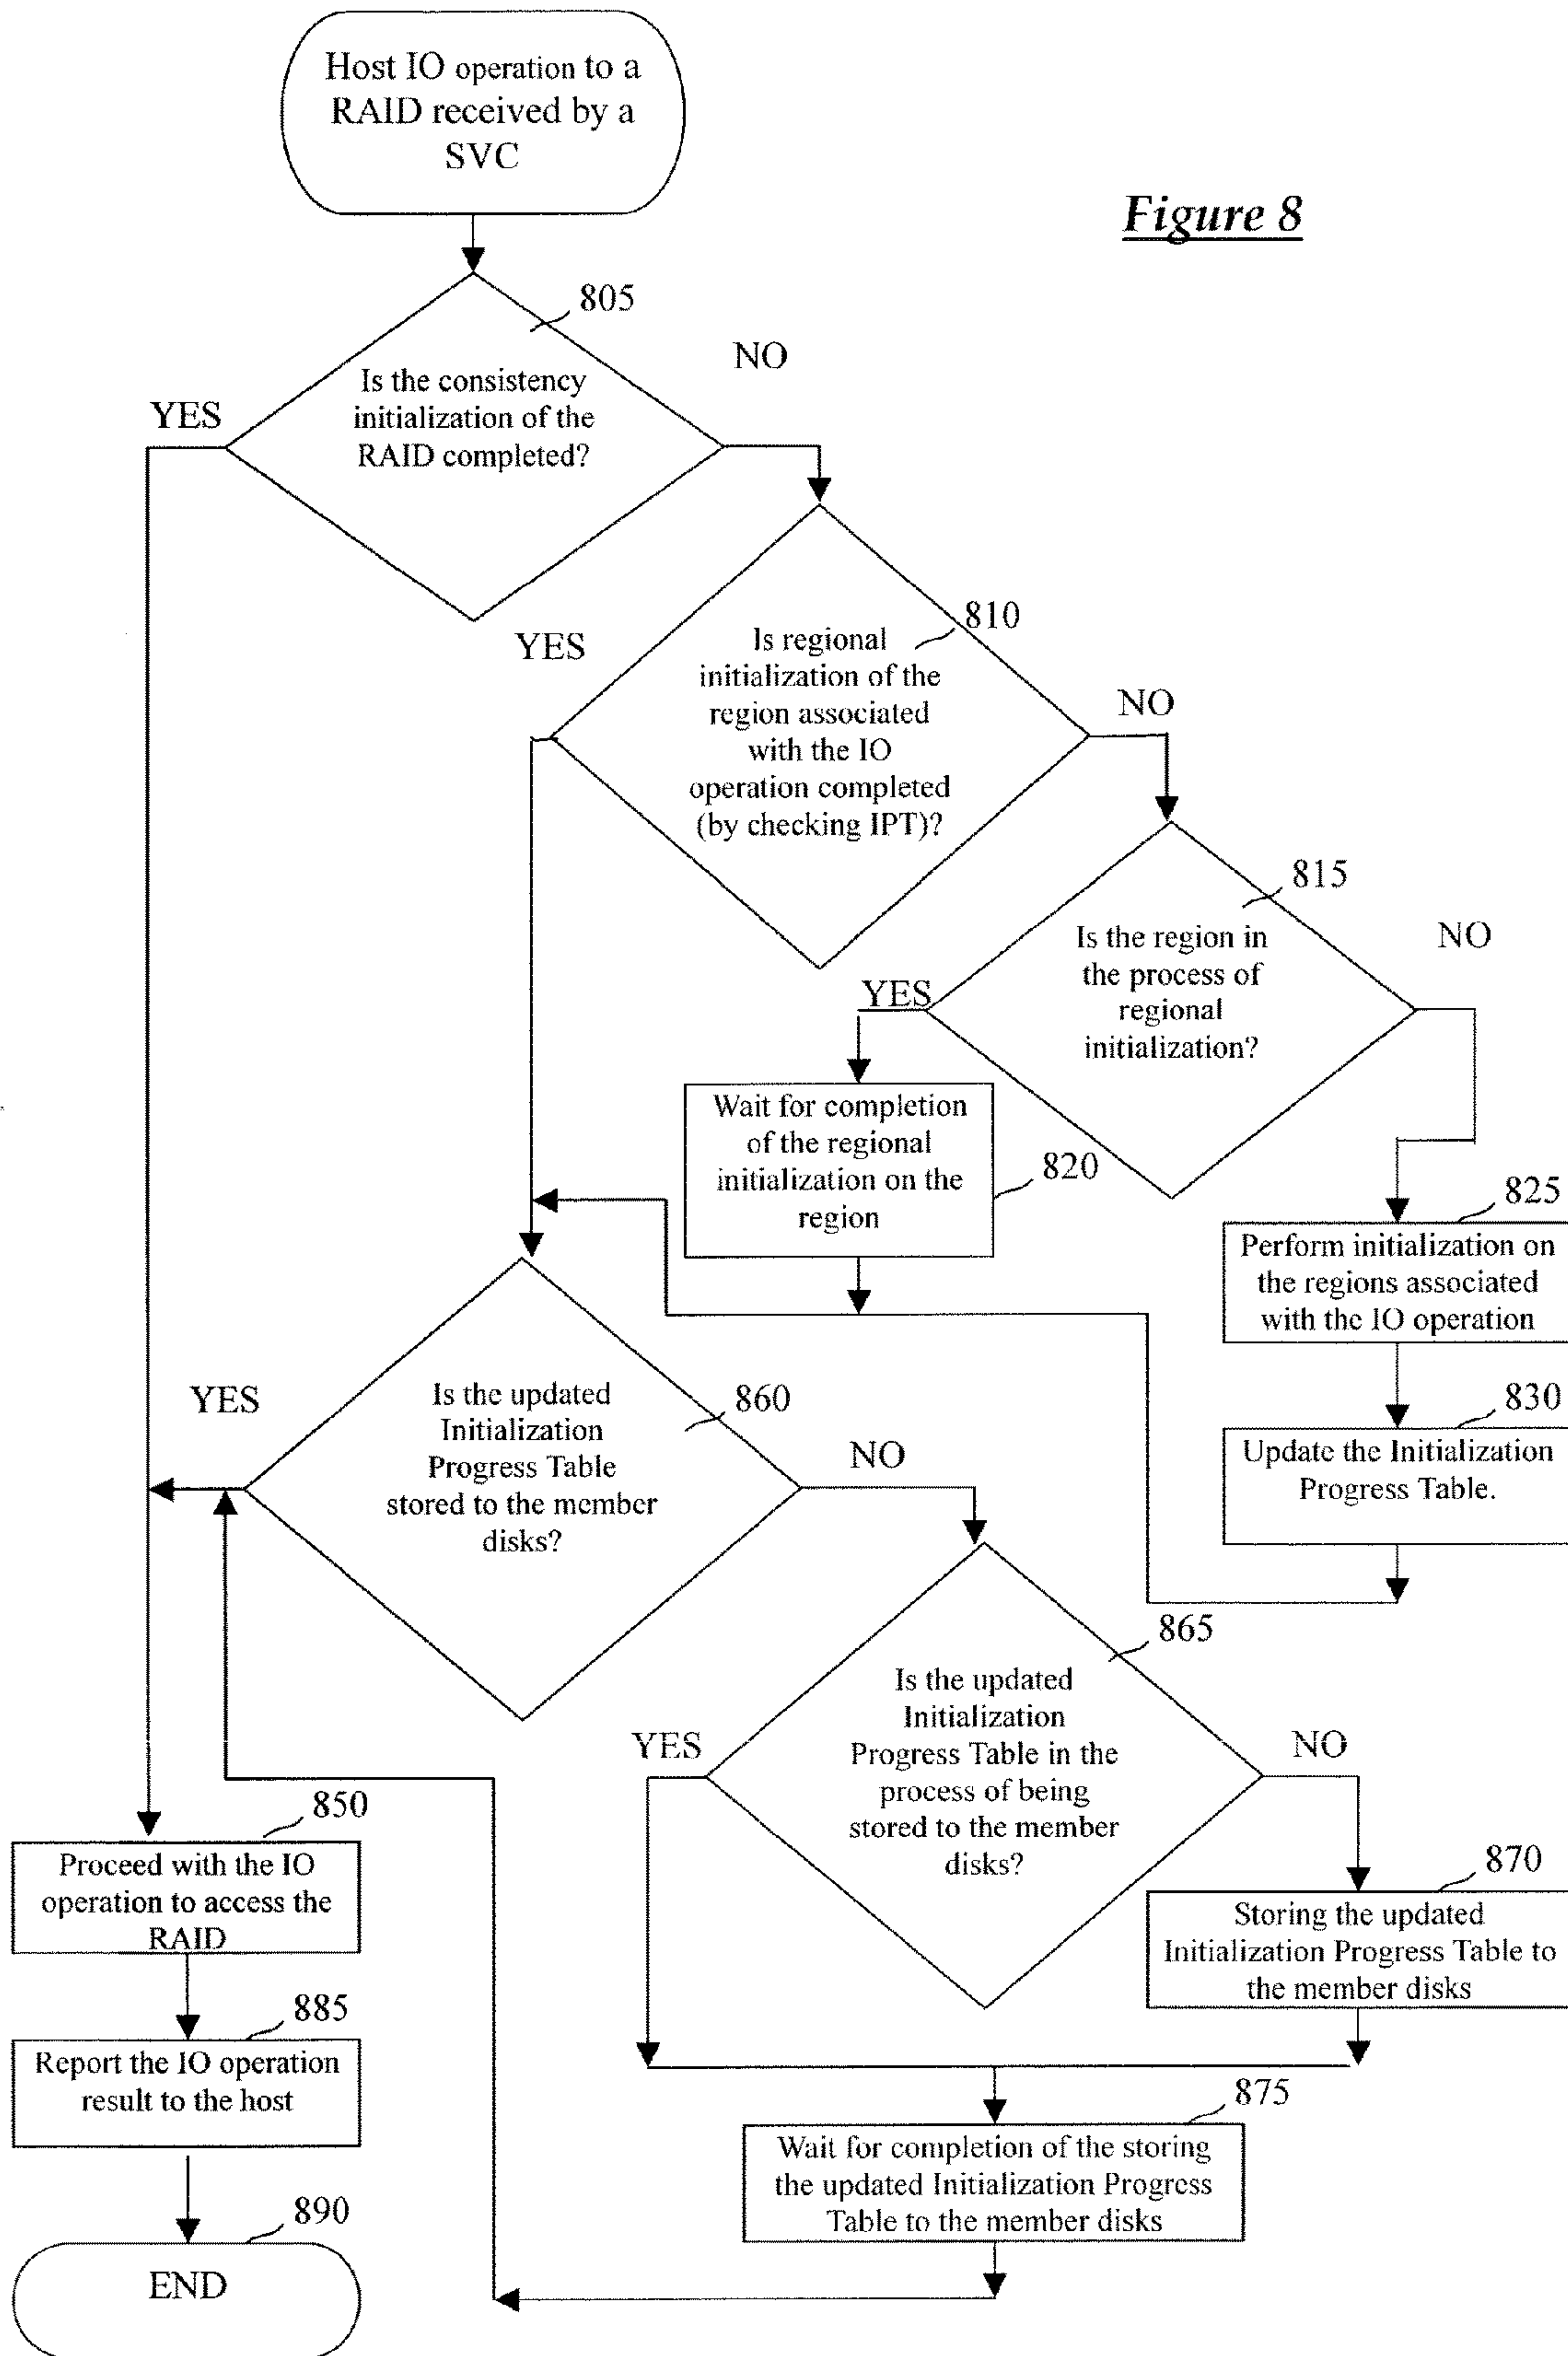 Host IO operation to a
RAID received by a
SVC
Figure 8
805
NO
Is the consistency
initialization of the
RAID completed?
YES
810
YES
Is regional
initialization of the
region associated
with the IO
operation completed
(by checking IPT)?
NO
815
NO
Is the region in
the process of
regional
initialization?
YES
Wait for completion
of the regional
initialization on the
region
820
825
Perform initialization on
the regions associated
with the IO operation
830
Update the Initialization
Progress Table.
YES
860
Is the updated
Initialization
Progress Table
stored to the member
disks?
NO
865
Is the updated
Initialization
Progress Table in the
process of being
stored to the member
disks?
YES
NO
850
Proceed with the IO
operation to access the
RAID
870
Storing the updated
Initialization Progress Table to
the member disks
885
Report the IO operation
result to the host
875
Wait for completion of the storing
the updated Initialization Progress
Table to the member disks
890
END